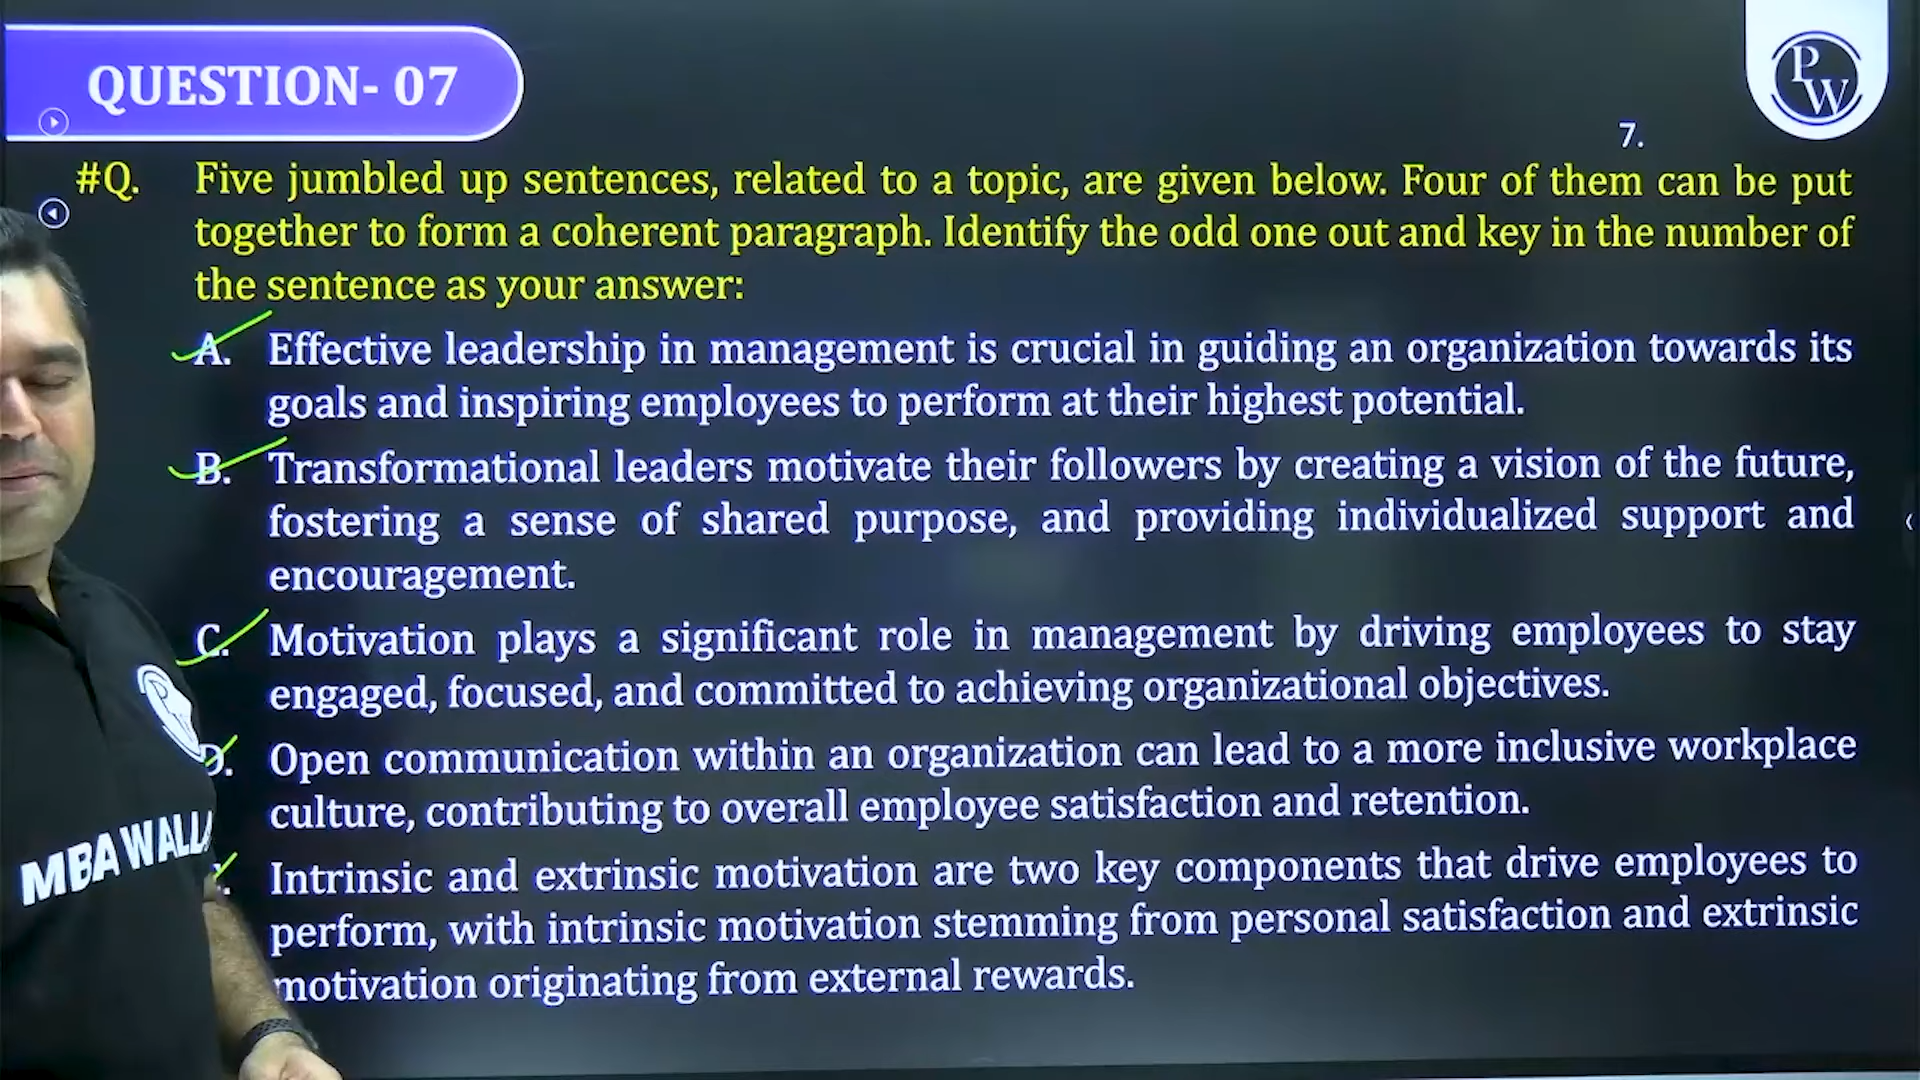 QUESTION- 07
PW
7.
#Q. Five jumbled up sentences, related to a topic, are given below. Four of them can be put
together to form a coherent paragraph. Identify the odd one out and key in the number of
the sentence as your answer:
A. Effective leadership in management is crucial in guiding an organization towards its
goals and inspiring employees to perform at their highest potential.
B. Transformational leaders motivate their followers by creating a vision of the future,
fostering a sense of shared purpose, and providing individualized support and
encouragement.
C. Motivation plays a significant role in management by driving employees to stay
engaged, focused, and committed to achieving organizational objectives.
D. Open communication within an organization can lead to a more inclusive workplace
culture, contributing to overall employee satisfaction and retention.
Intrinsic and extrinsic motivation are two key components that drive employees to
perform, with intrinsic motivation stemming from personal satisfaction and extrinsic
motivation originating from external rewards.
MBA WALLA